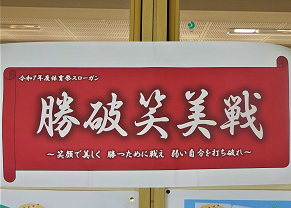 令和7年度体育祭スローガン
勝破笑美戦
～笑顔で美しく 勝つために戦え 弱い自分を打ち破れ～